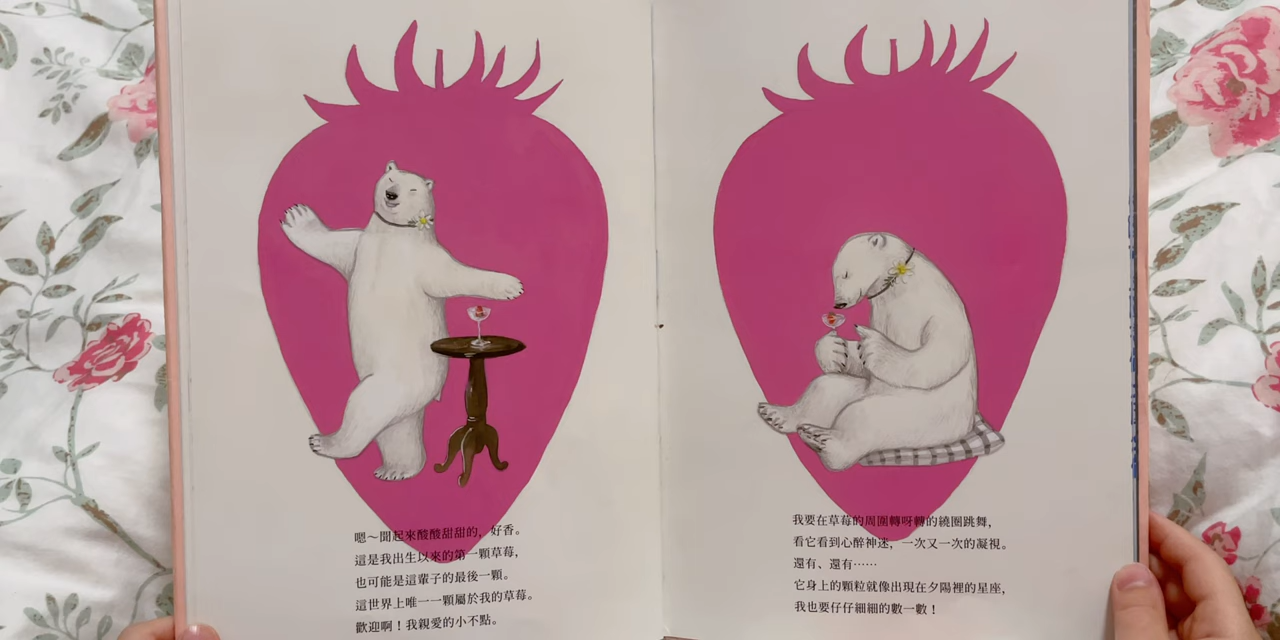 嗯～聞起來酸酸甜甜的，好香。
這是我出生以來的第一顆草莓，
也可能是這輩子的最後一顆。
這世界上唯一一顆屬於我的草莓。
歡迎啊！我親愛的小不點。
我要在草莓的周圍轉呀轉的繞圈跳舞，
看它看到心醉神迷，一次又一次的凝視。
還有、還有⋯⋯
它身上的顆粒就像出現在夕陽裡的星座，
我也要仔仔細細的數一數！